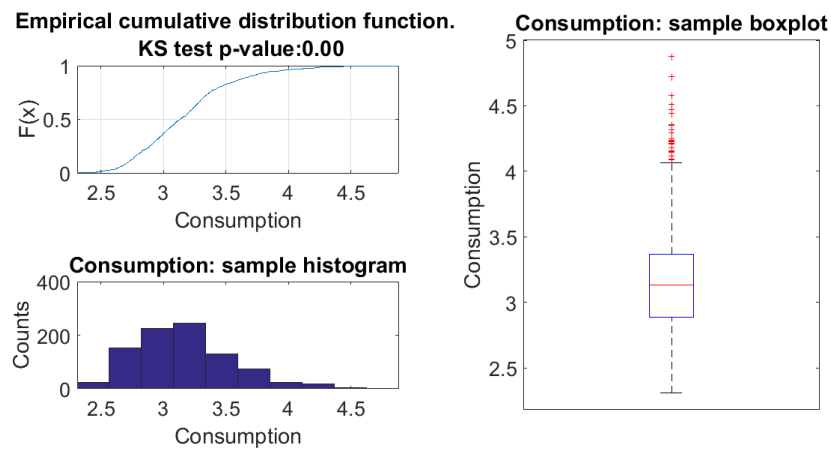 Empirical cumulative distribution function.
KS test p-value:0.00
1
0.5
0
F(x)
2.5 3 3.5 4 4.5
Consumption
Consumption: sample histogram
400
200
0
Counts
2.5 3 3.5 4 4.5
Consumption
Consumption: sample boxplot
5
4.5
4
3.5
3
2.5
Consumption